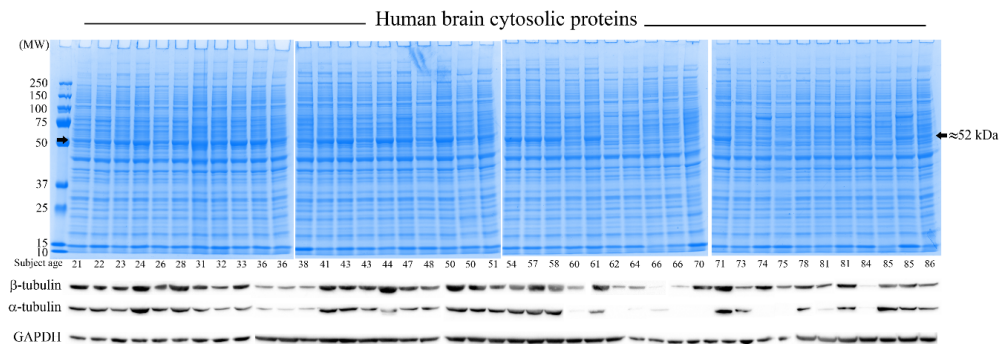 Human brain cytosolic proteins
(MW)
250
150
100
75
50
37
25
15
10
≈52 kDa
Subject age 21 22 23 24 26 28 31 32 33 36 36 38 41 43 43 44 47 48 50 50 51 54 57 58 60 61 62 64 66 66 70 71 73 74 75 78 81 81 84 85 85 86
β-tubulin
α-tubulin
GAPDH